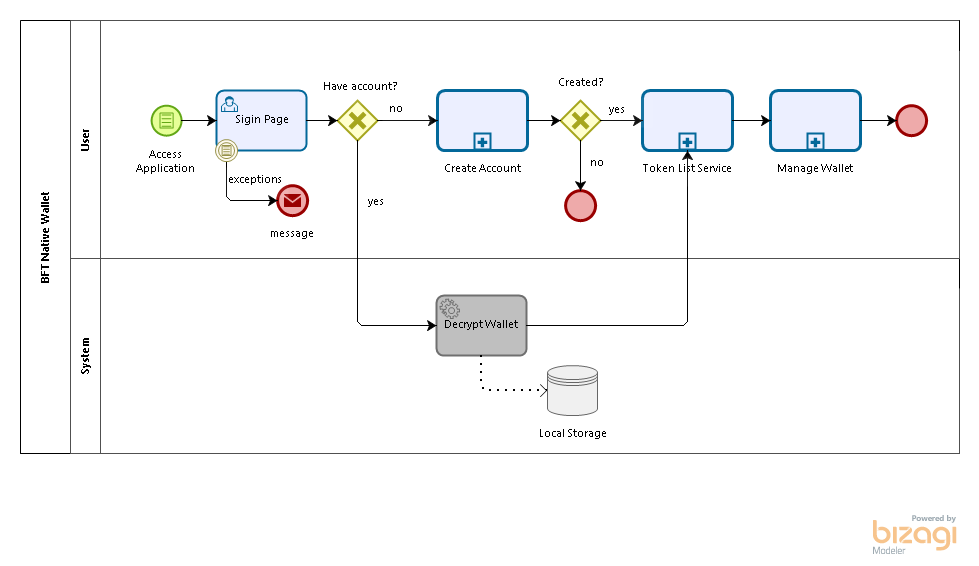 BFT Native Wallet
User
System
Have account?
Created?
no
yes
Sigin Page
Access
Application
Create Account
Token List Service
Manage Wallet
no
exceptions
yes
message
Decrypt Wallet
Local Storage
Powered by
bizagi
Modeler